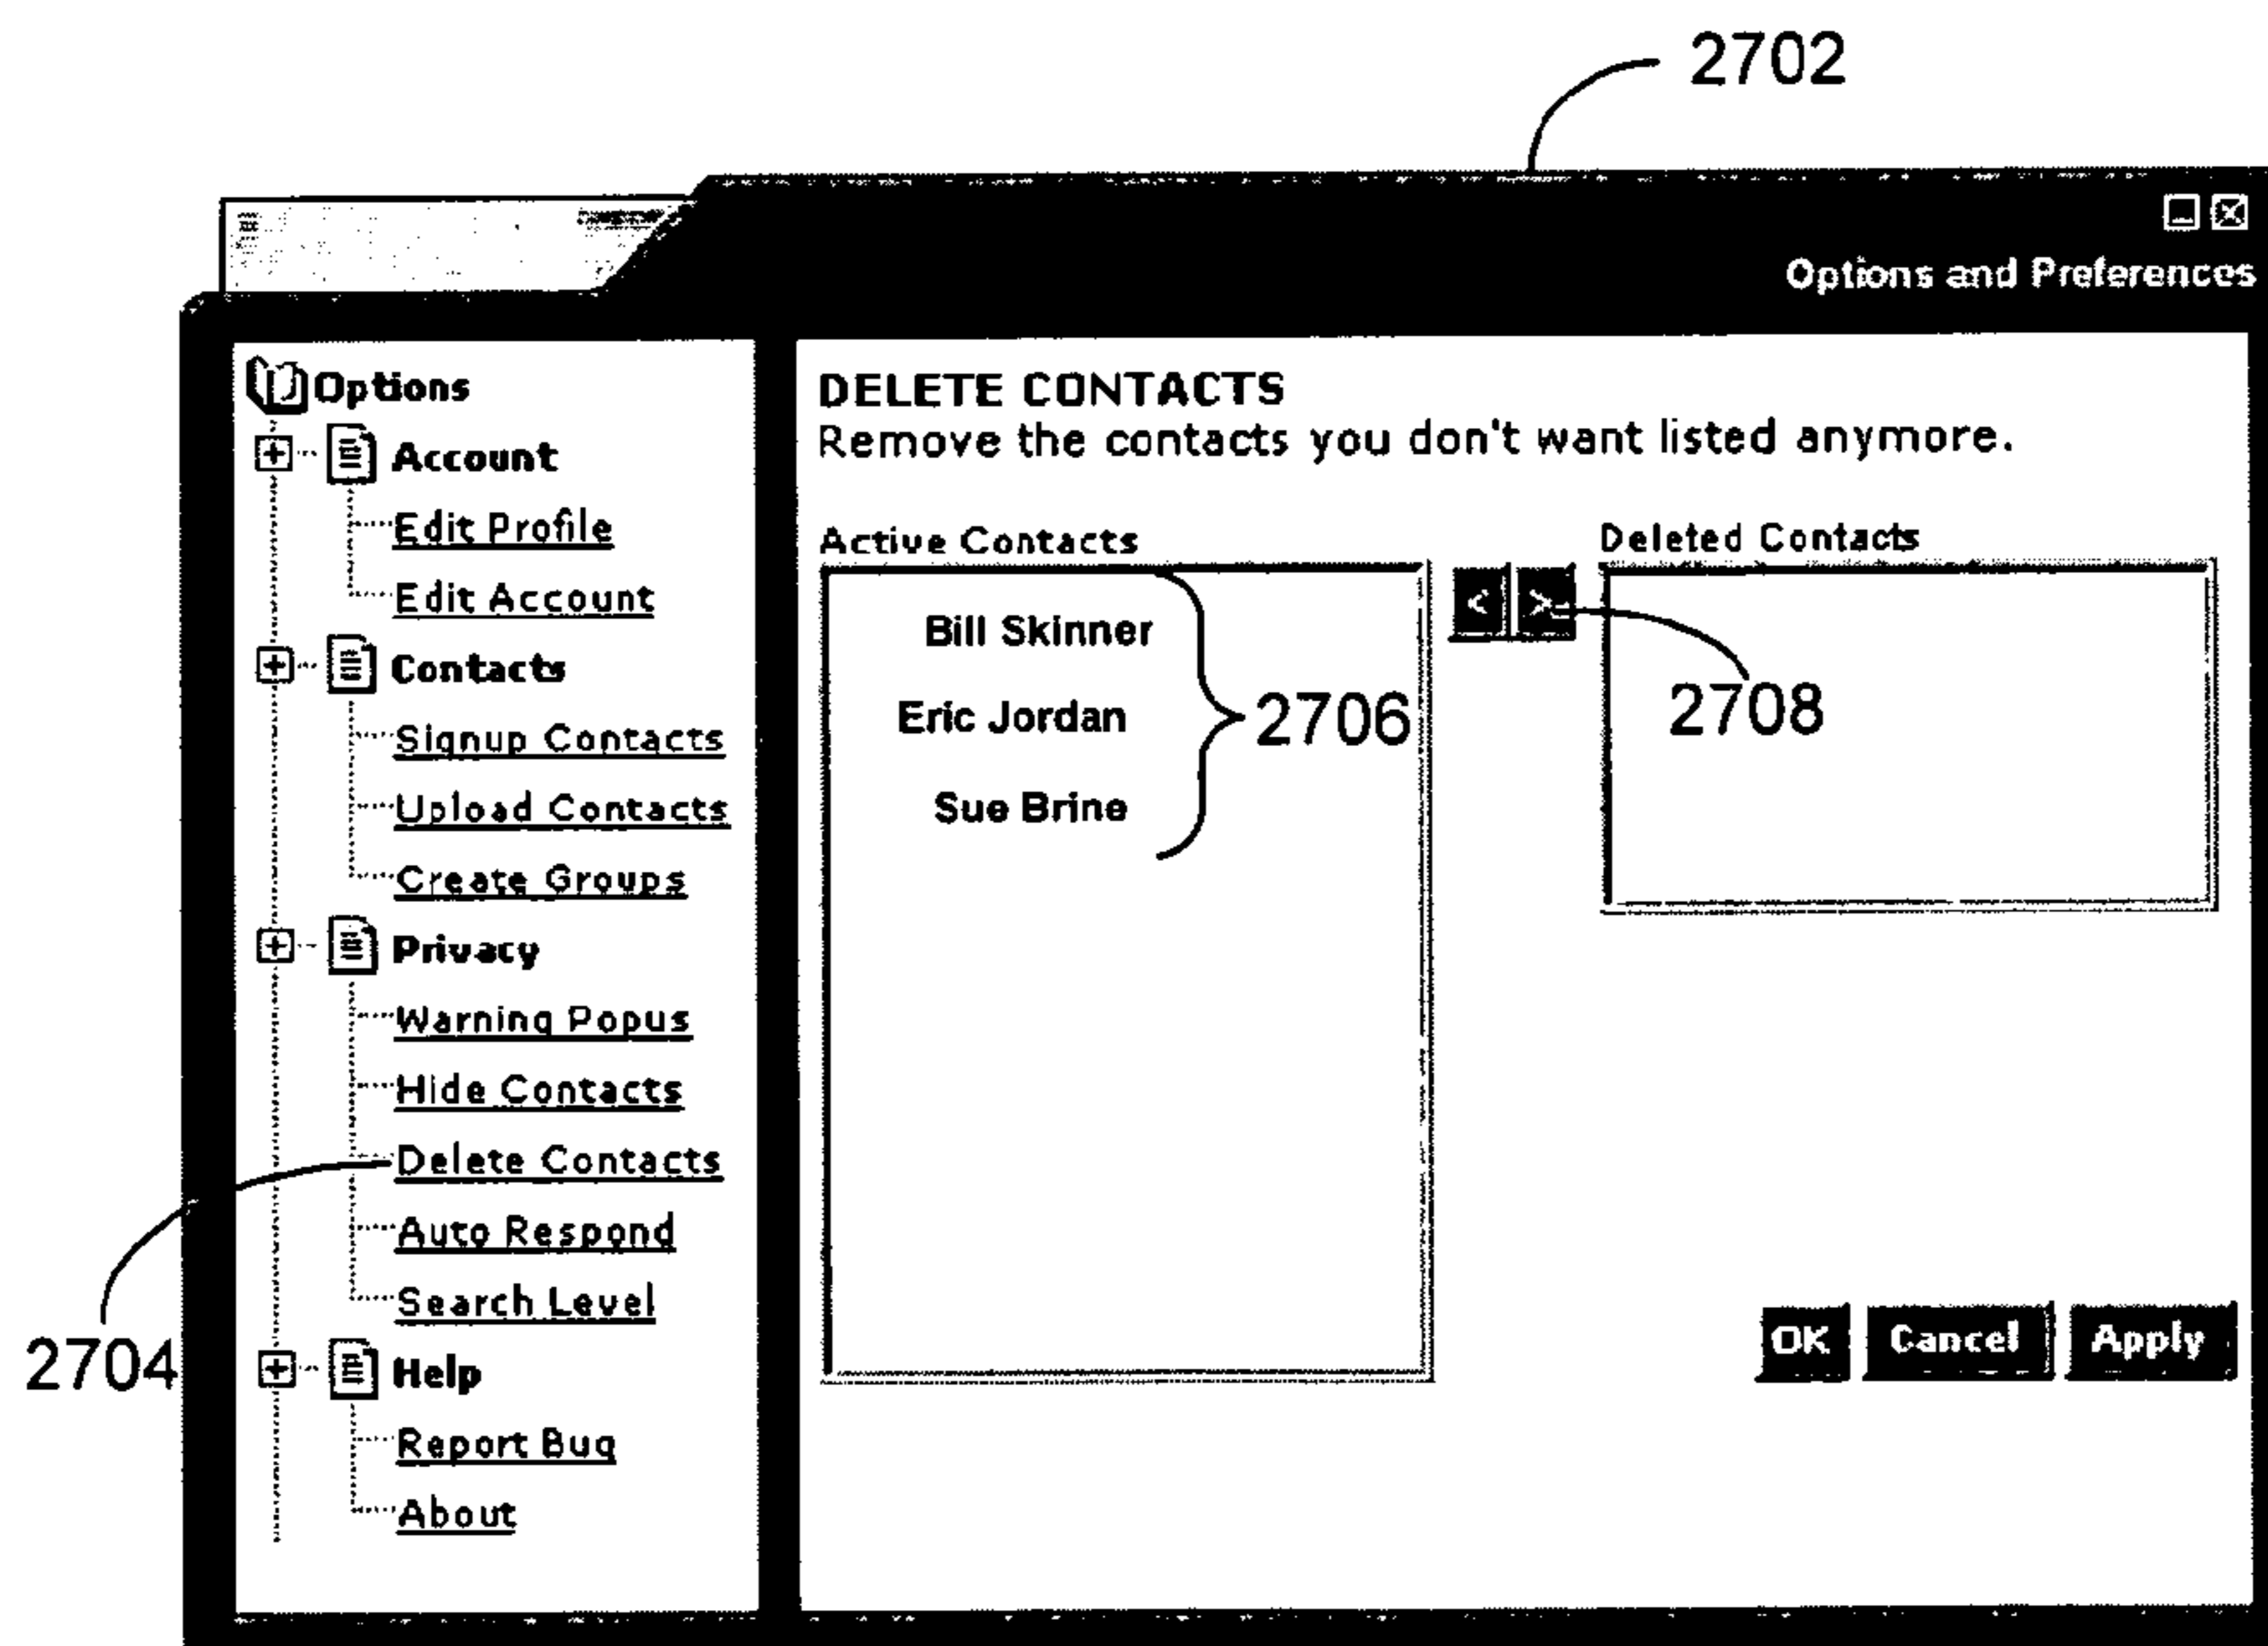 2702
Options and Preferences
Options
Account
Edit Profile
Edit Account
Contacts
Signup Contacts
Upload Contacts
Create Groups
Privacy
Warning Popus
Hide Contacts
Delete Contacts
Auto Respond
Search Level
Help
Report Bug
About
2704
DELETE CONTACTS
Remove the contacts you don't want listed anymore.
Active Contacts
Bill Skinner
Eric Jordan
Sue Brine
2706
< >
2708
Deleted Contacts
OK Cancel Apply